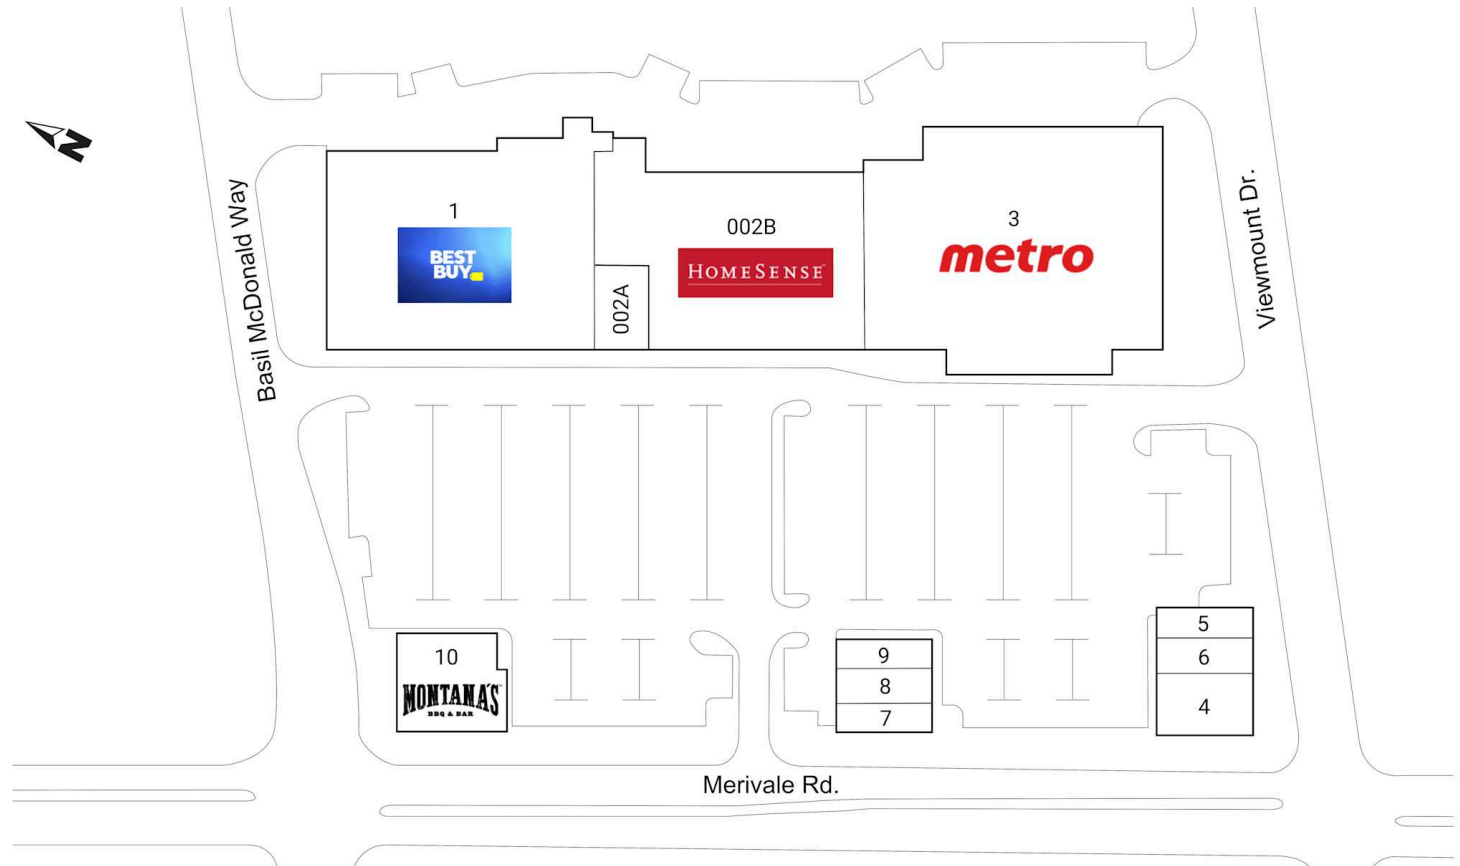 N
Basil McDonald Way
1
BEST
BUY
002A
002B
HOMESENSE
3
metro
Viewmount Dr.
10
MONTANA'S
BBQ & BAR
9
8
7
5
6
4
Merivale Rd.